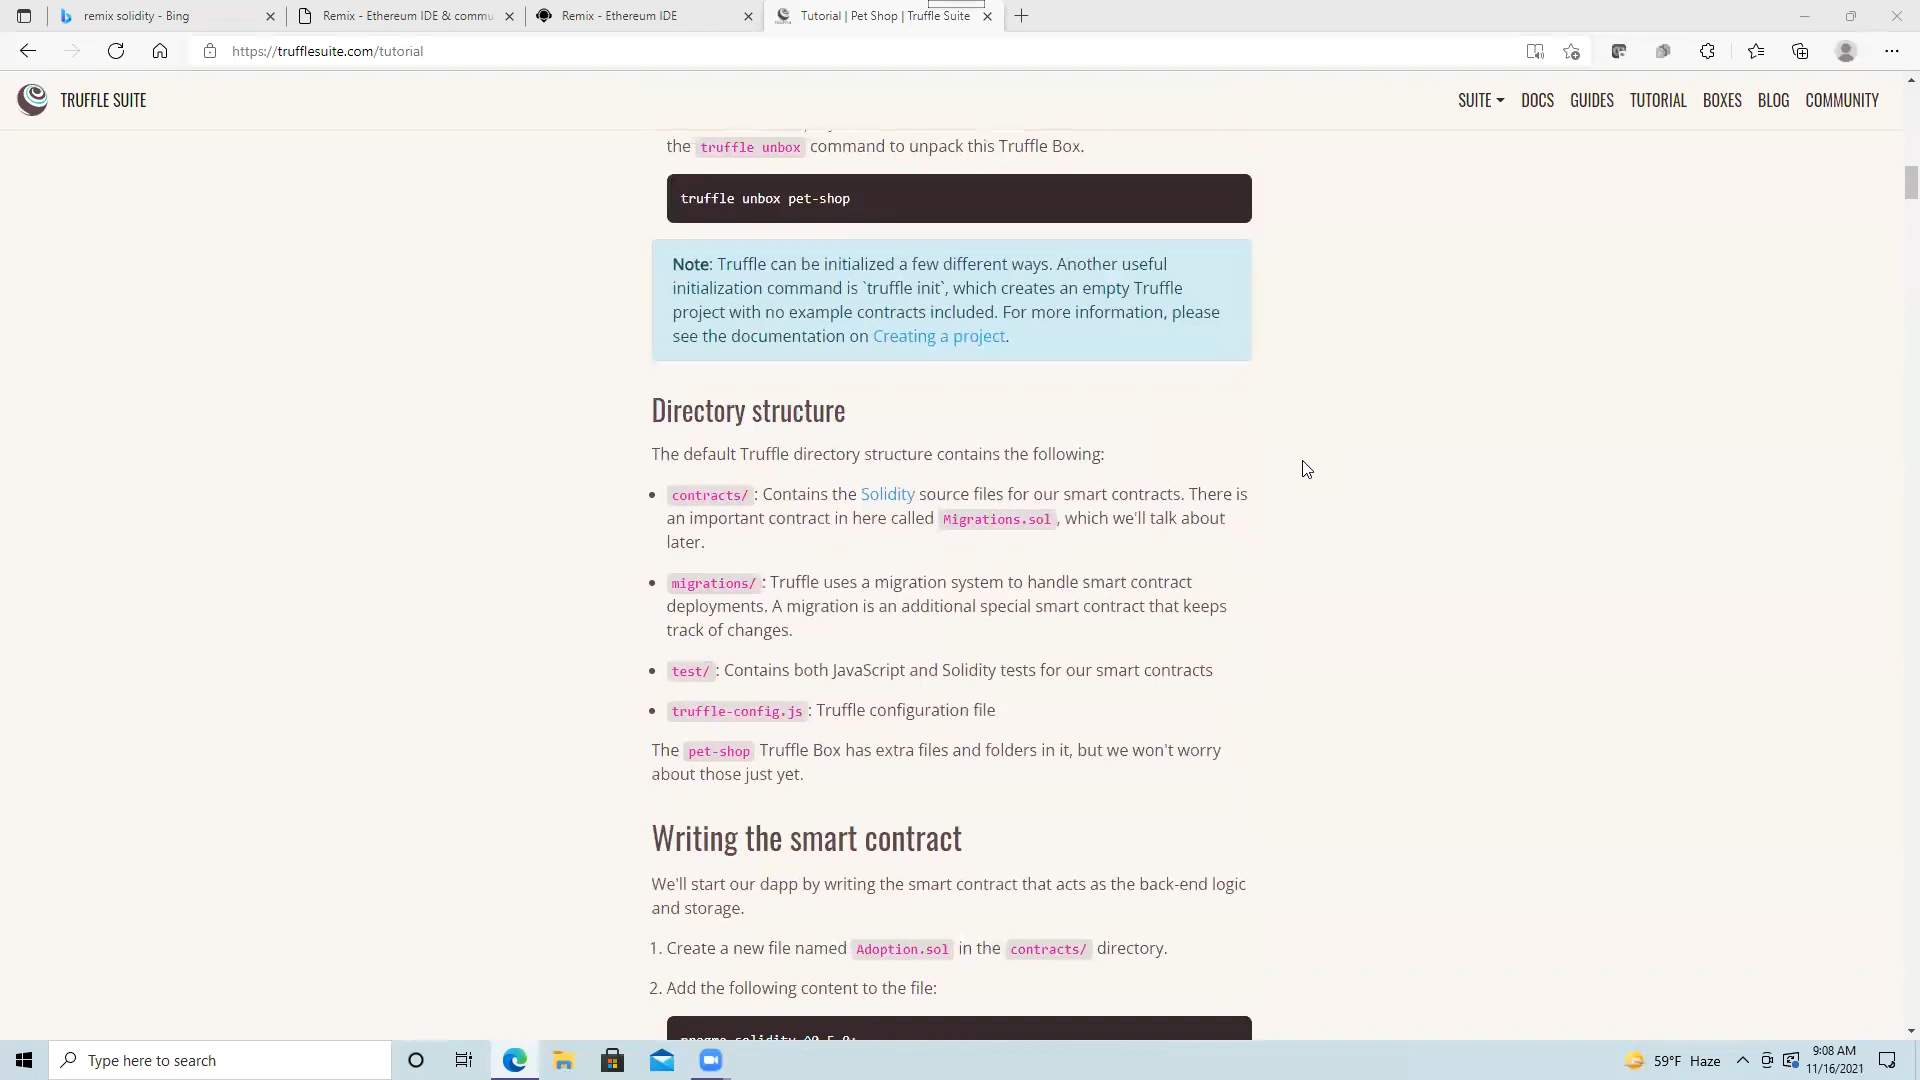 remix solidity - Bing
Remix - Ethereum IDE & commu
Remix - Ethereum IDE
Tutorial | Pet Shop | Truffle Suite
https://trufflesuite.com/tutorial
TRUFFLE SUITE
SUITE
DOCS
GUIDES
TUTORIAL
BOXES
BLOG
COMMUNITY
the truffle unbox command to unpack this Truffle Box.
truffle unbox pet-shop
Note: Truffle can be initialized a few different ways. Another useful
initialization command is `truffle init`, which creates an empty Truffle
project with no example contracts included. For more information, please
see the documentation on Creating a project.
Directory structure
The default Truffle directory structure contains the following:
• contracts/: Contains the Solidity source files for our smart contracts. There is
an important contract in here called Migrations.sol, which we'll talk about
later.
• migrations/: Truffle uses a migration system to handle smart contract
deployments. A migration is an additional special smart contract that keeps
track of changes.
• test/: Contains both JavaScript and Solidity tests for our smart contracts
• truffle-config.js: Truffle configuration file
The pet-shop Truffle Box has extra files and folders in it, but we won't worry
about those just yet.
Writing the smart contract
We'll start our dapp by writing the smart contract that acts as the back-end logic
and storage.
1. Create a new file named Adoption.sol in the contracts/ directory.
2. Add the following content to the file:
pragma solidity ^0.5.0;
Type here to search
59°F Haze
9:08 AM
11/16/2021